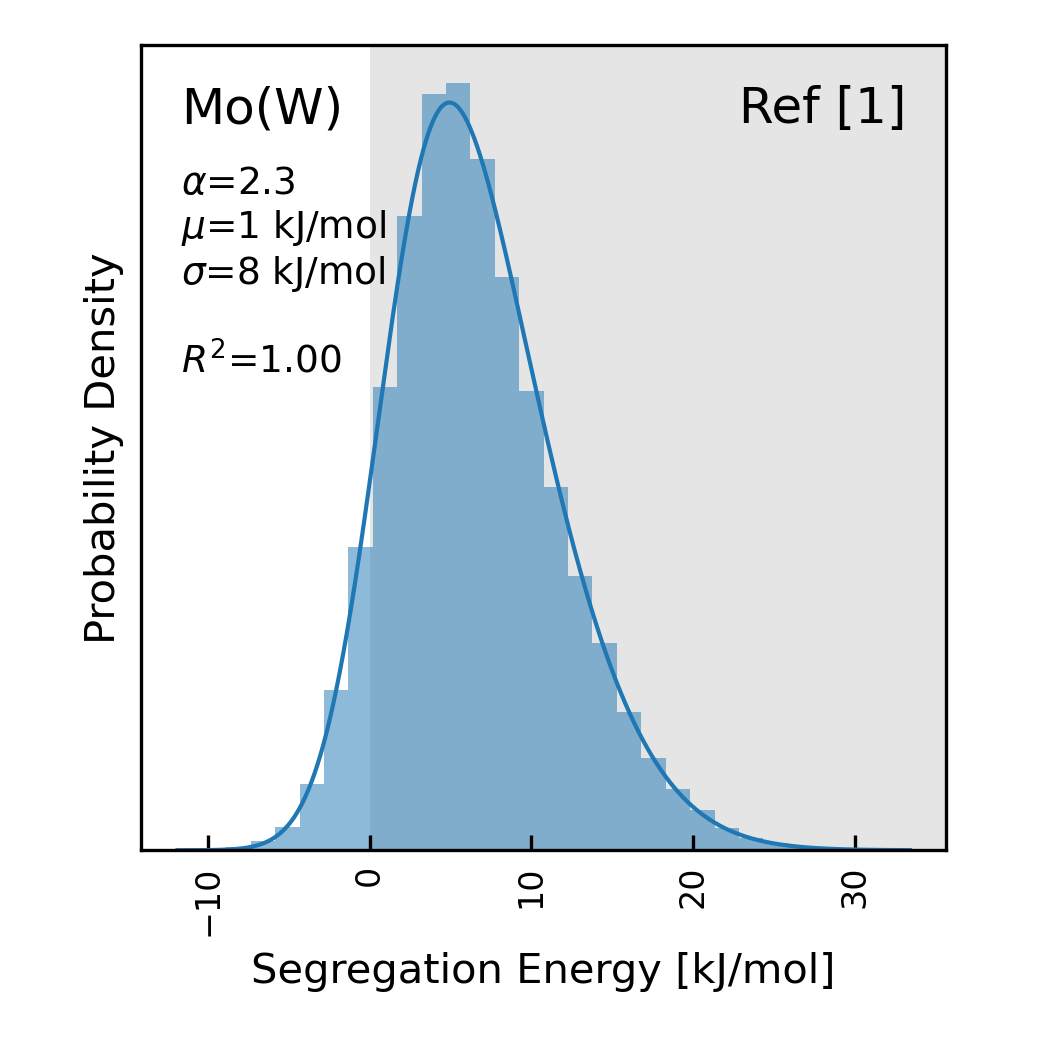 Mo(W)
Ref [1]
α=2.3
μ=1 kJ/mol
σ=8 kJ/mol
R²=1.00
Probability Density
−10 0 10 20 30
Segregation Energy [kJ/mol]